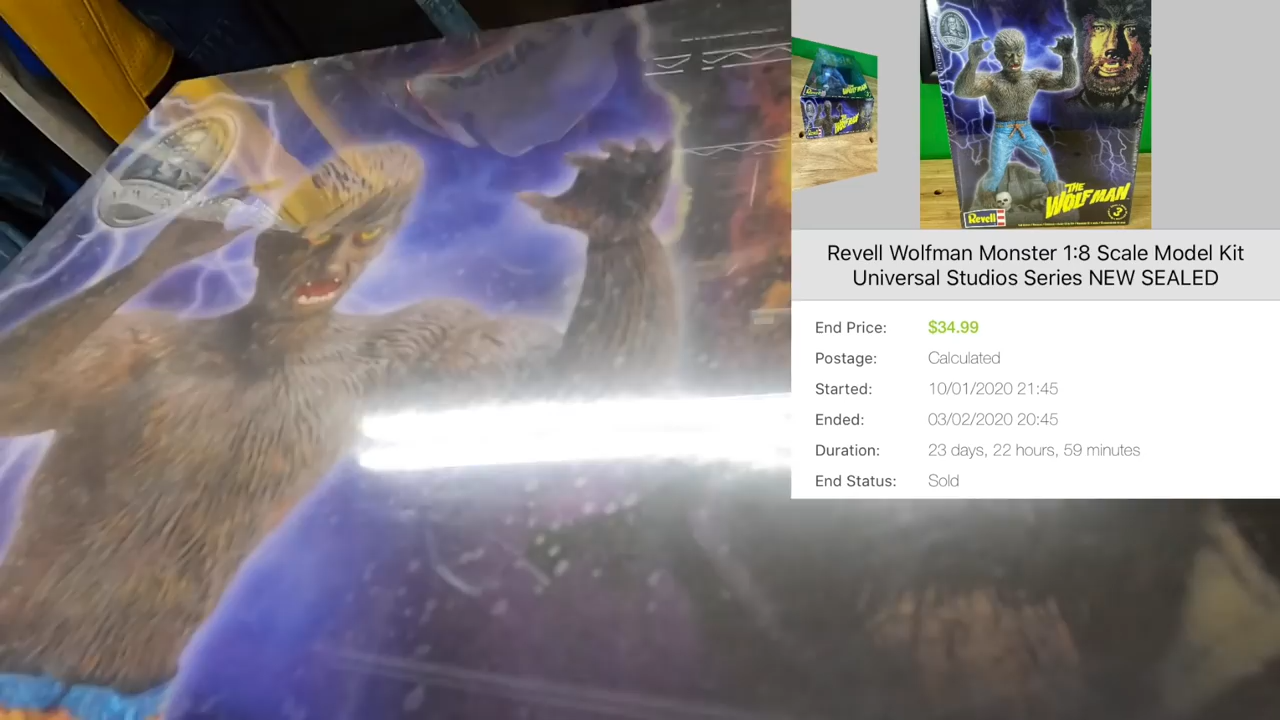 THE
WOLFMAN
Revell
3
Revell Wolfman Monster 1:8 Scale Model Kit
Universal Studios Series NEW SEALED
End Price: $34.99
Postage: Calculated
Started: 10/01/2020 21:45
Ended: 03/02/2020 20:45
Duration: 23 days, 22 hours, 59 minutes
End Status: Sold